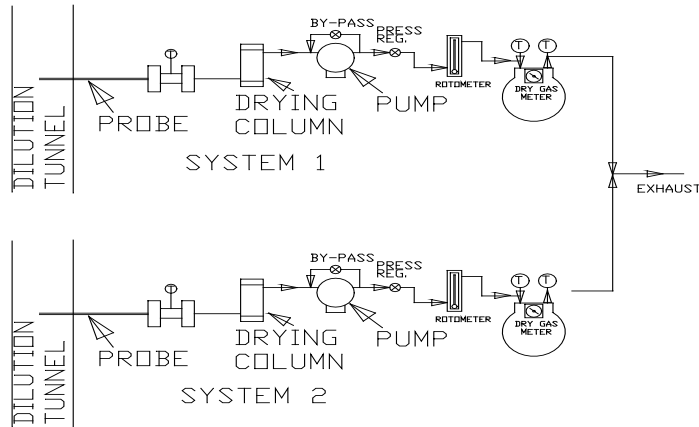 BY-PASS
PRESS
REG.
T
T
T
ROTOMETER
DRY GAS
METER
DILUTION
TUNNEL
PROBE
DRYING
COLUMN
PUMP
SYSTEM 1
EXHAUST
BY-PASS
PRESS
REG.
T
T
T
ROTOMETER
DRY GAS
METER
DILUTION
TUNNEL
PROBE
DRYING
COLUMN
PUMP
SYSTEM 2